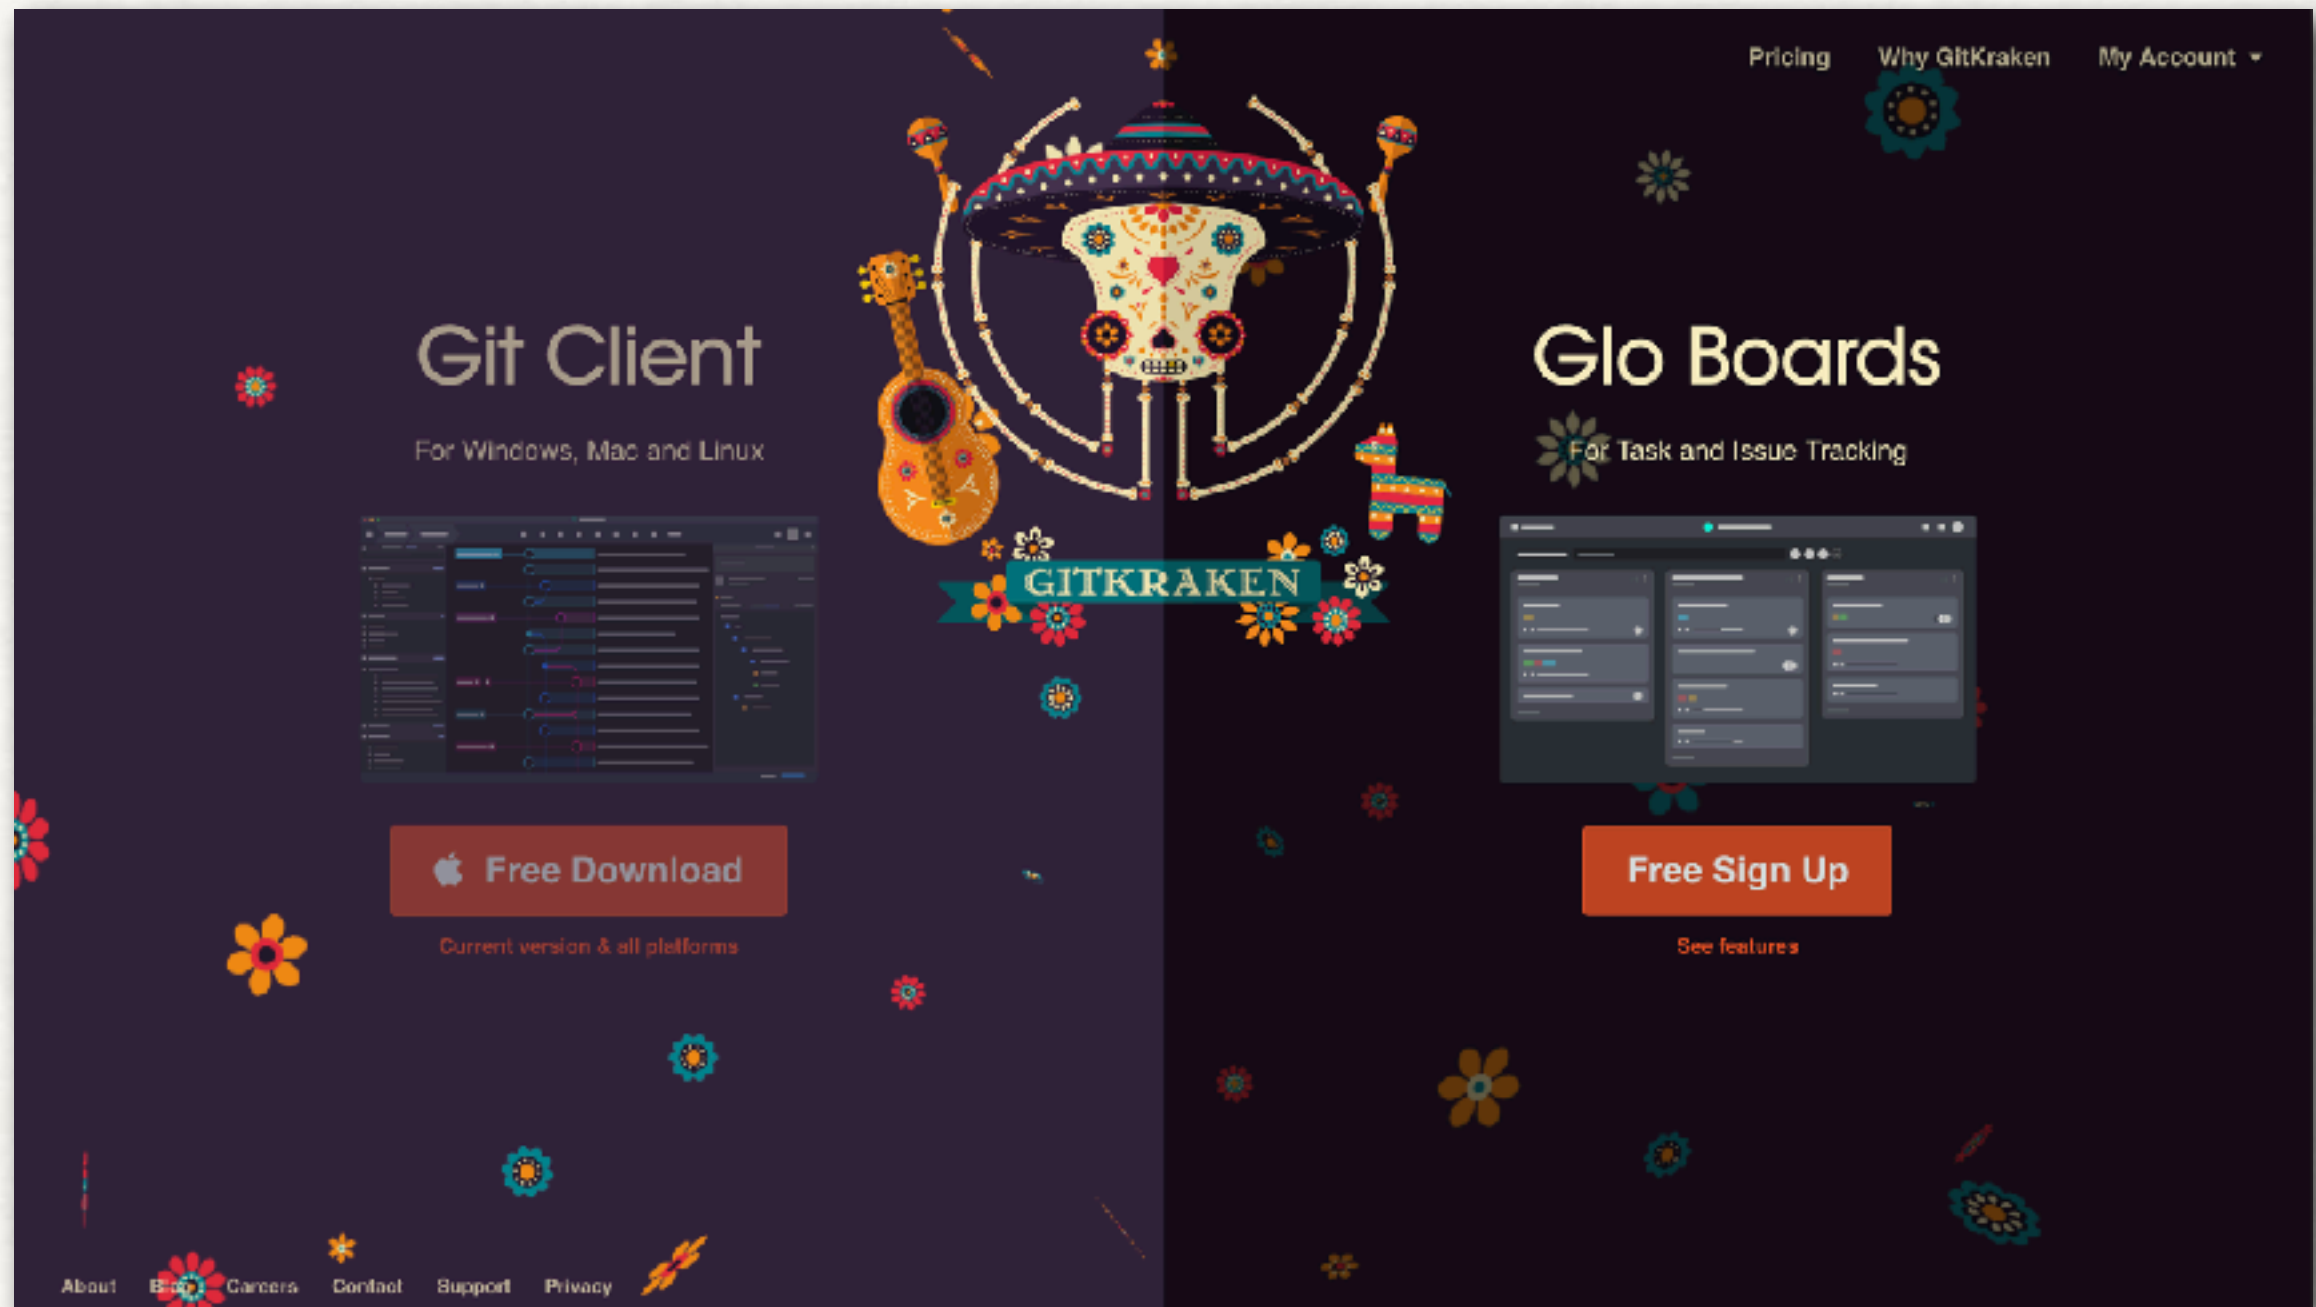 Pricing Why GitKraken My Account
Git Client
For Windows, Mac and Linux
Free Download
Current version & all platforms
GITKRAKEN
Glo Boards
For Task and Issue Tracking
Free Sign Up
See features
About Blog Careers Contact Support Privacy